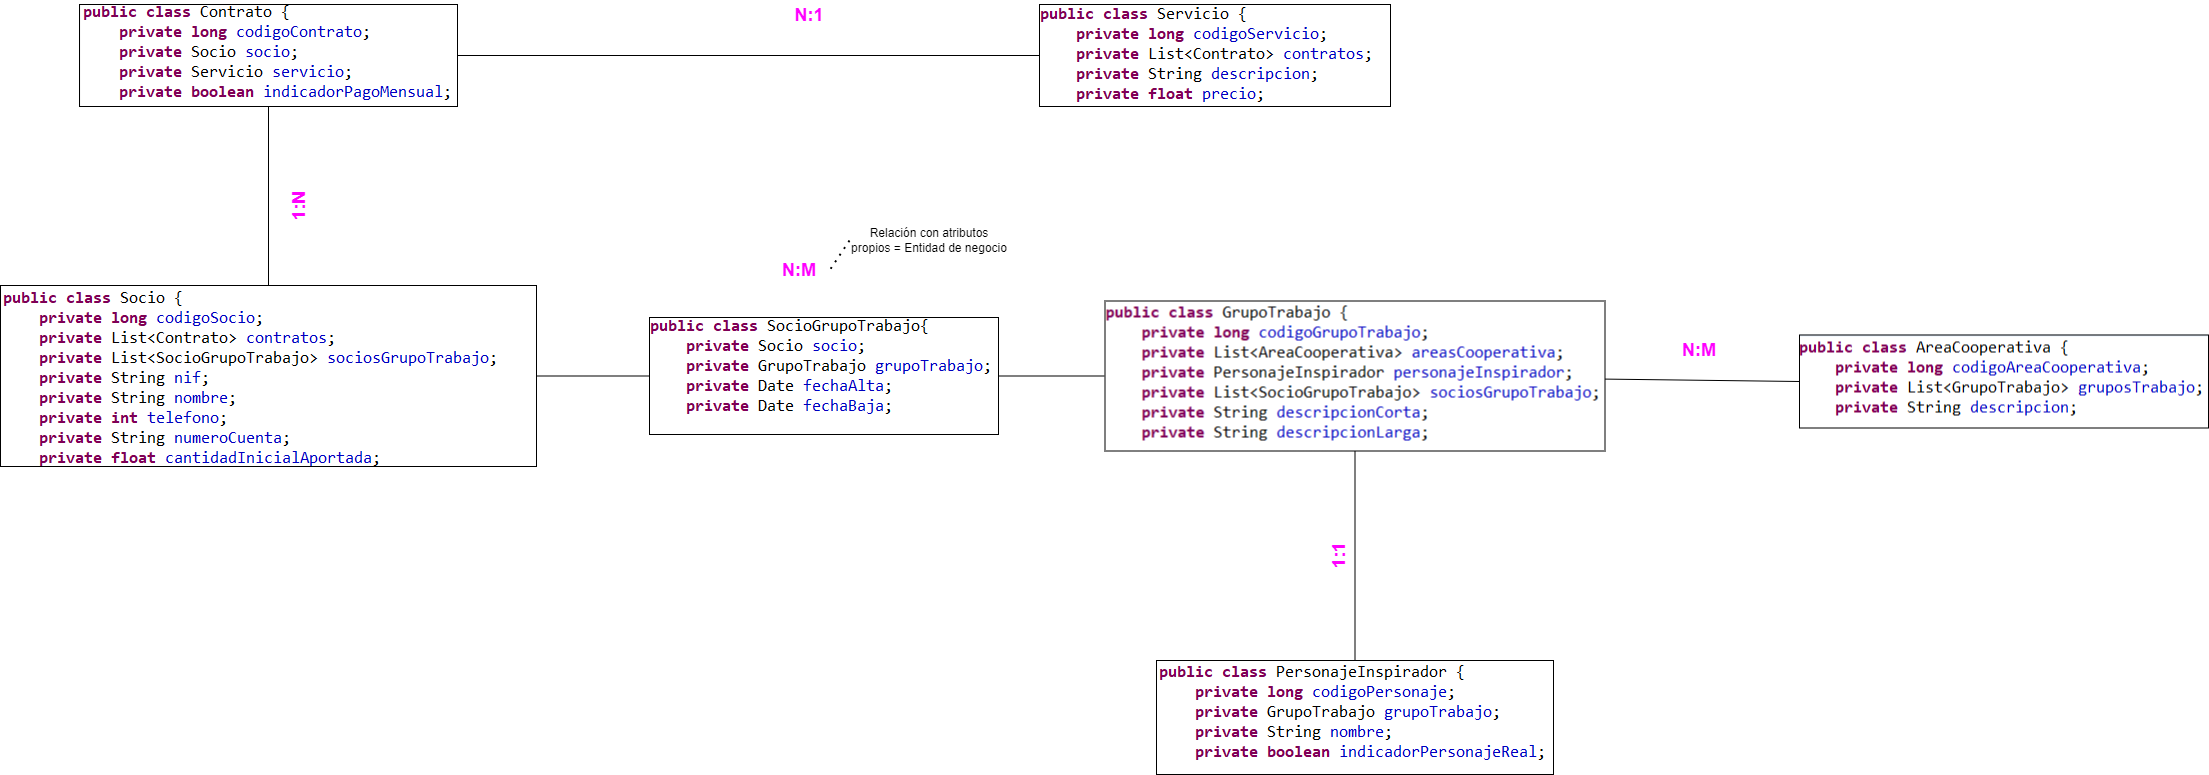 public class Contrato {
private long codigoContrato;
private Socio socio;
private Servicio servicio;
private boolean indicadorPagoMensual;
N:1
public class Servicio {
private long codigoServicio;
private List<Contrato> contratos;
private String descripcion;
private float precio;
1:N
Relación con atributos
propios = Entidad de negocio
N:M
public class Socio {
private long codigoSocio;
private List<Contrato> contratos;
private List<SocioGrupoTrabajo> sociosGrupoTrabajo;
private String nif;
private String nombre;
private int telefono;
private String numeroCuenta;
private float cantidadInicialAportada;
public class SocioGrupoTrabajo{
private Socio socio;
private GrupoTrabajo grupoTrabajo;
private Date fechaAlta;
private Date fechaBaja;
public class GrupoTrabajo {
private long codigoGrupoTrabajo;
private List<AreaCooperativa> areasCooperativa;
private PersonajeInspirador personajeInspirador;
private List<SocioGrupoTrabajo> sociosGrupoTrabajo;
private String descripcionCorta;
private String descripcionLarga;
N:M
public class AreaCooperativa {
private long codigoAreaCooperativa;
private List<GrupoTrabajo> gruposTrabajo;
private String descripcion;
1:1
public class PersonajeInspirador {
private long codigoPersonaje;
private GrupoTrabajo grupoTrabajo;
private String nombre;
private boolean indicadorPersonajeReal;